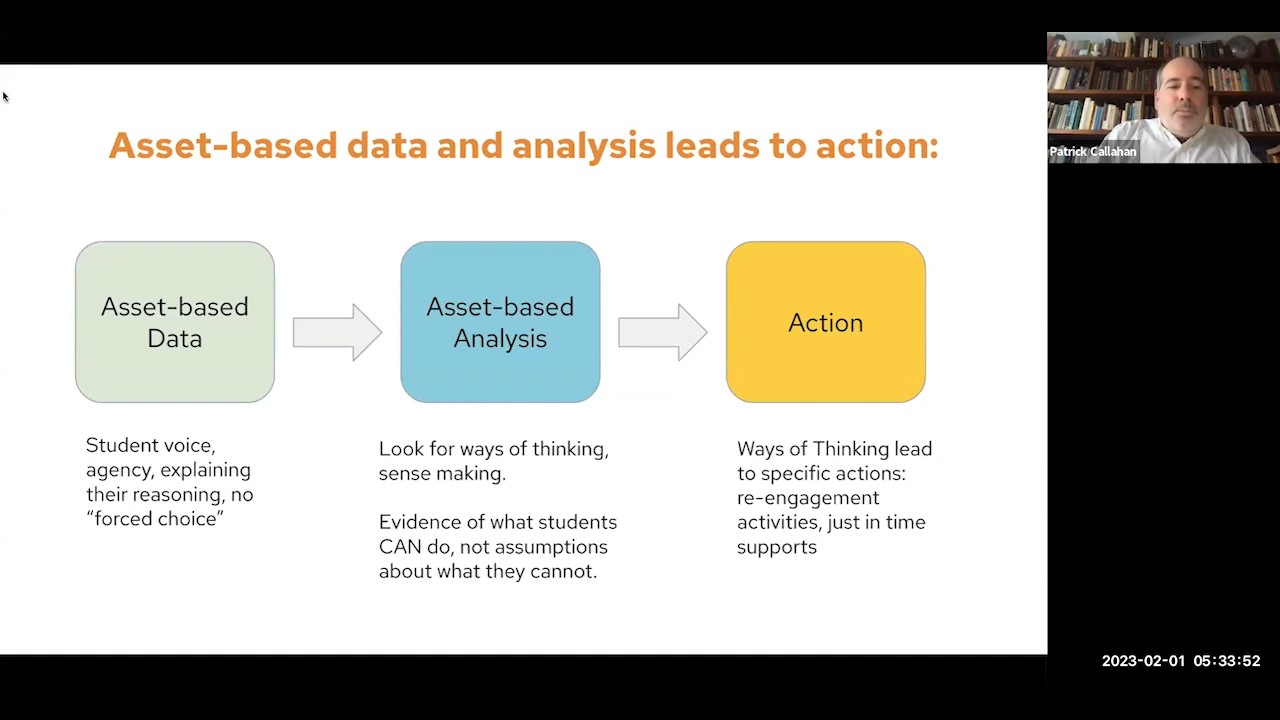 Asset-based data and analysis leads to action:
Patrick Callahan
Asset-based
Data
Asset-based
Analysis
Action
Student voice,
agency, explaining
their reasoning, no
“forced choice”
Look for ways of thinking,
sense making.
Evidence of what students
CAN do, not assumptions
about what they cannot.
Ways of Thinking lead
to specific actions:
re-engagement
activities, just in time
supports
2023-02-01 05:33:52